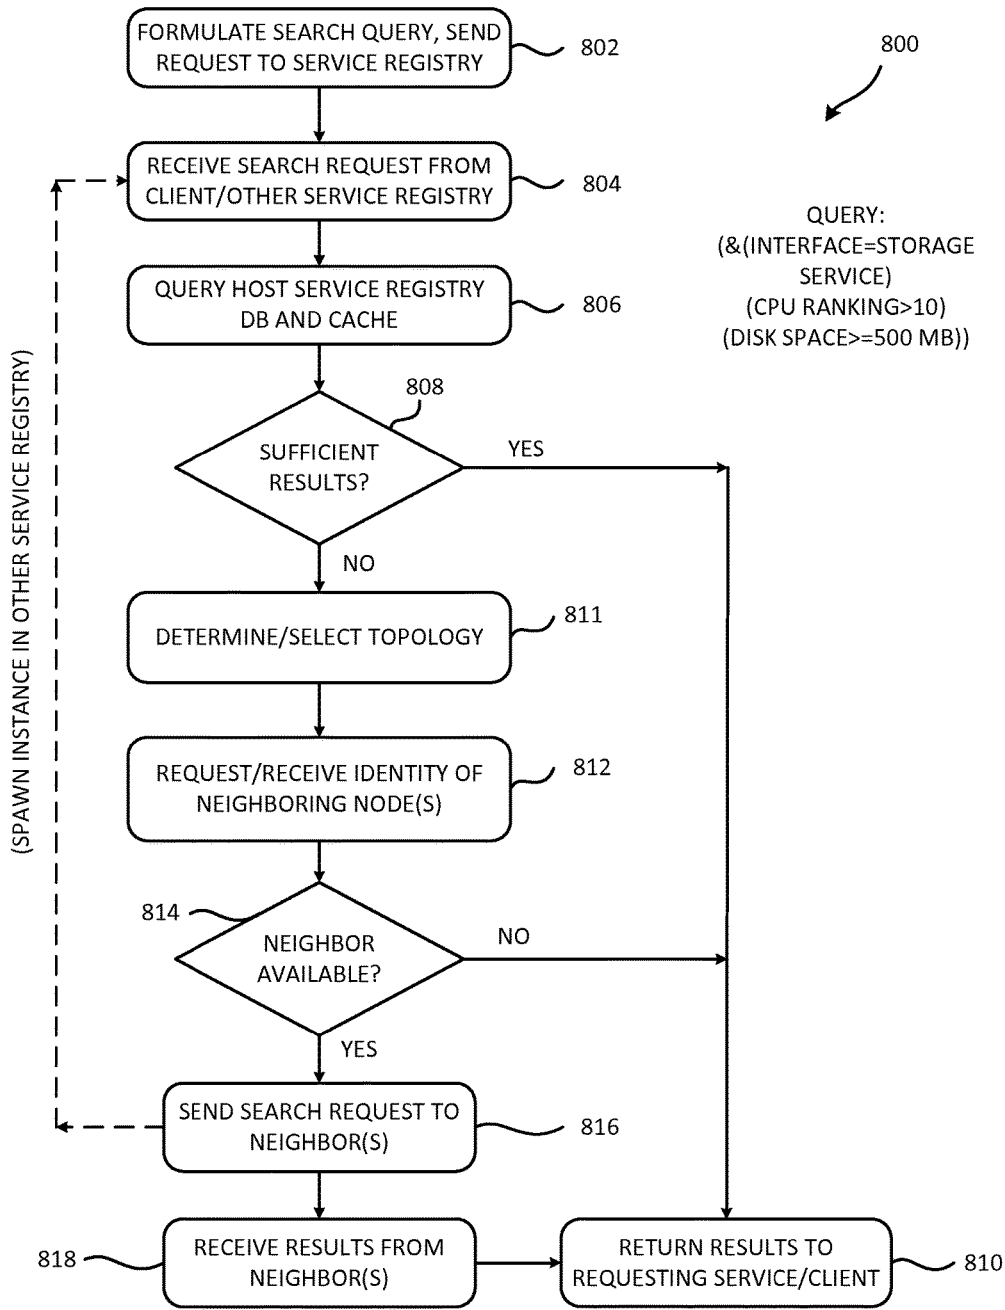 FORMULATE SEARCH QUERY, SEND
REQUEST TO SERVICE REGISTRY
802
800
RECEIVE SEARCH REQUEST FROM
CLIENT/OTHER SERVICE REGISTRY
804
QUERY:
(&(INTERFACE=STORAGE
SERVICE)
(CPU RANKING>10)
(DISK SPACE>=500 MB))
QUERY HOST SERVICE REGISTRY
DB AND CACHE
806
808
SUFFICIENT
RESULTS?
YES
NO
(SPAWN INSTANCE IN OTHER SERVICE REGISTRY)
DETERMINE/SELECT TOPOLOGY
811
REQUEST/RECEIVE IDENTITY OF
NEIGHBORING NODE(S)
812
814
NEIGHBOR
AVAILABLE?
NO
YES
SEND SEARCH REQUEST TO
NEIGHBOR(S)
816
818
RECEIVE RESULTS FROM
NEIGHBOR(S)
RETURN RESULTS TO
REQUESTING SERVICE/CLIENT
810